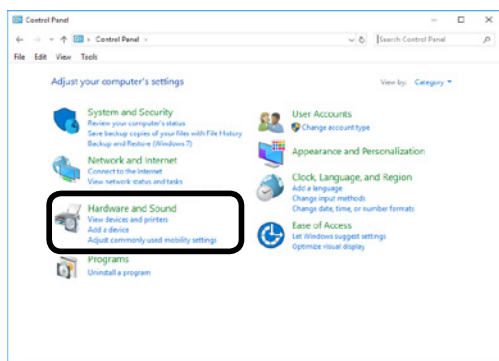 Control Panel
Control Panel
Search Control Panel
File Edit View Tools
Adjust your computer's settings
View by: Category
System and Security
Review your computer's status
Save backup copies of your files with File History
Backup and Restore (Windows 7)
Network and Internet
Connect to the Internet
View network status and tasks
Hardware and Sound
View devices and printers
Add a device
Adjust commonly used mobility settings
Programs
Uninstall a program
User Accounts
Change account type
Appearance and Personalization
Clock, Language, and Region
Add a language
Change input methods
Change date, time, or number formats
Ease of Access
Let Windows suggest settings
Optimize visual display